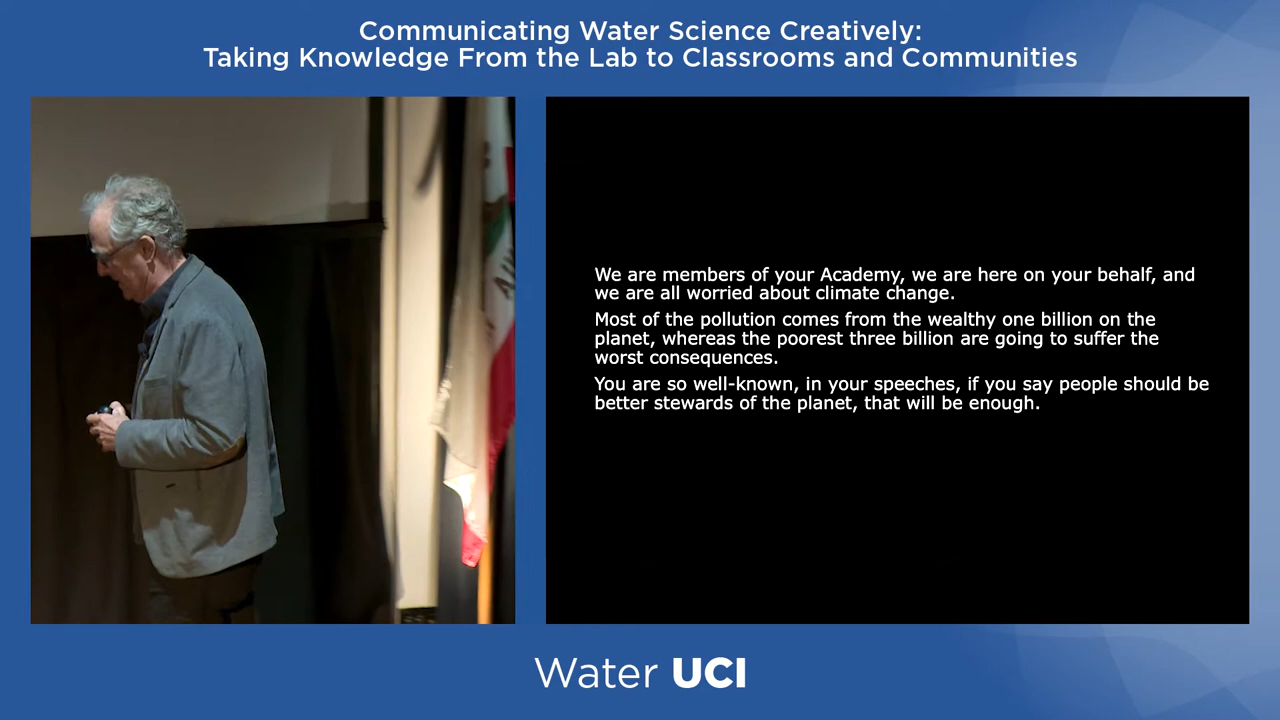 Communicating Water Science Creatively:
Taking Knowledge From the Lab to Classrooms and Communities
We are members of your Academy, we are here on your behalf, and
we are all worried about climate change.
Most of the pollution comes from the wealthy one billion on the
planet, whereas the poorest three billion are going to suffer the
worst consequences.
You are so well-known, in your speeches, if you say people should be
better stewards of the planet, that will be enough.
Water UCI